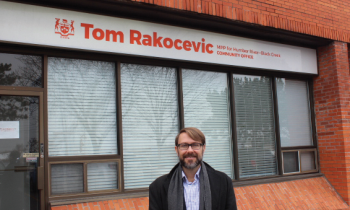 Tom Rakocevic
MPP for Humber River - Black Creek
COMMUNITY OFFICE